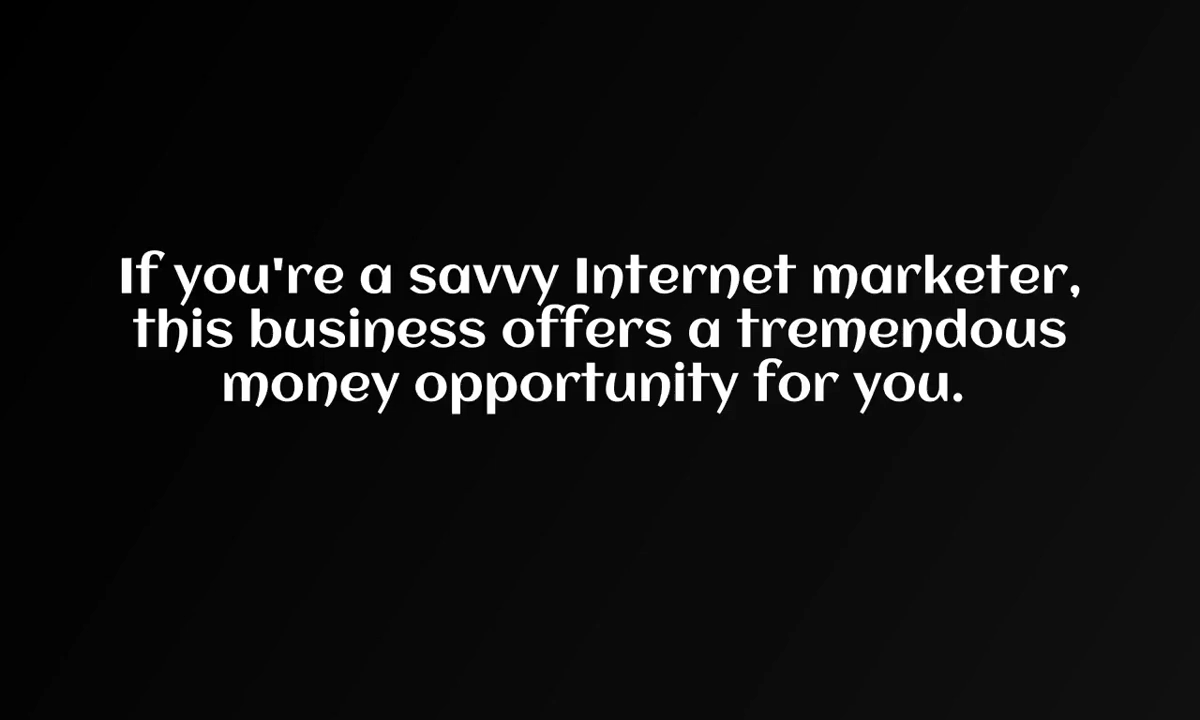 If you're a savvy Internet marketer,
this business offers a tremendous
money opportunity for you.